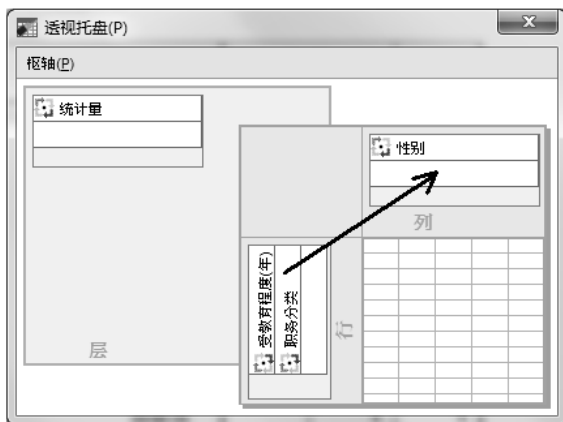 透视托盘(P)
枢轴(P)
统计量
性别
列
受教育程度(年)
职务分类
行
层